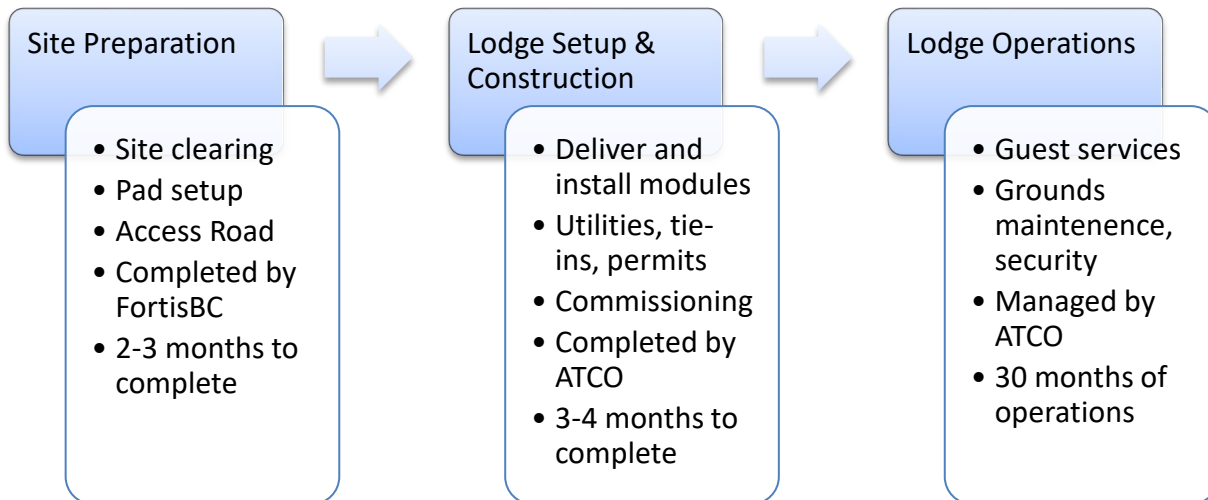 Site Preparation
• Site clearing
• Pad setup
• Access Road
• Completed by
FortisBC
• 2-3 months to
complete
Lodge Setup &
Construction
• Deliver and
install modules
• Utilities, tie-
ins, permits
• Commissioning
• Completed by
ATCO
• 3-4 months to
complete
Lodge Operations
• Guest services
• Grounds
maintenence,
security
• Managed by
ATCO
• 30 months of
operations